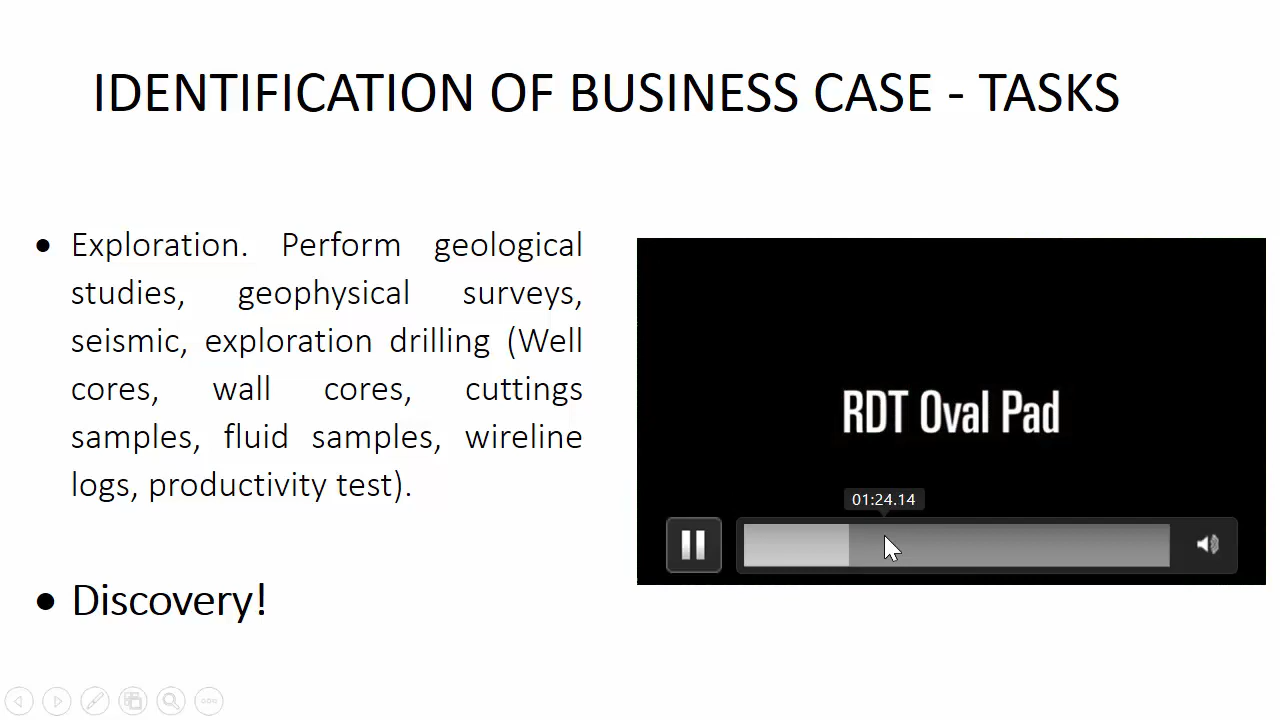 IDENTIFICATION OF BUSINESS CASE - TASKS
• Exploration. Perform geological
studies, geophysical surveys,
seismic, exploration drilling (Well
cores, wall cores, cuttings
samples, fluid samples, wireline
logs, productivity test).
• Discovery!
RDT Oval Pad
01:24.14